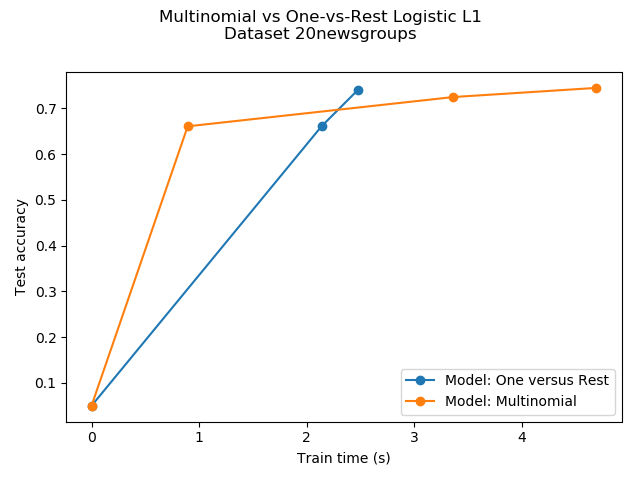 Multinomial vs One-vs-Rest Logistic L1
Dataset 20newsgroups
0.7
0.6
0.5
0.4
0.3
0.2
0.1
Test accuracy
Model: One versus Rest
Model: Multinomial
0 1 2 3 4
Train time (s)